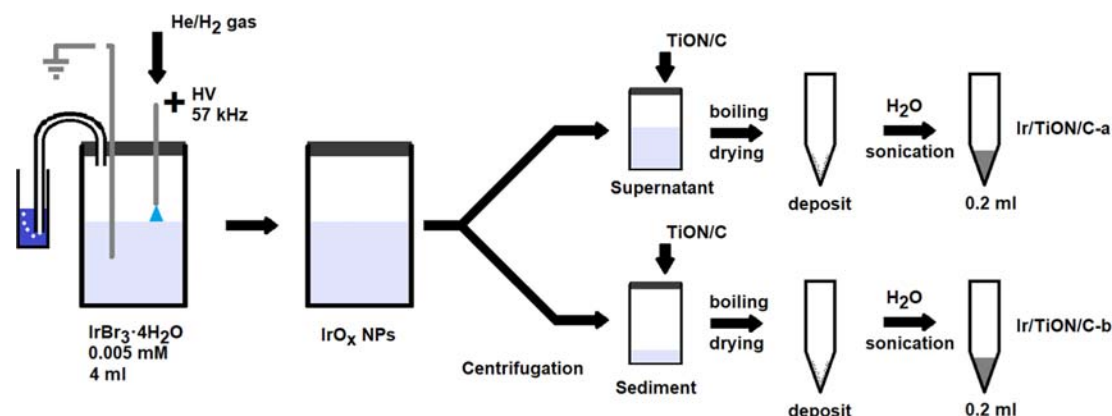 He/H₂ gas
+
HV
57 kHz
IrBr₃·4H₂O
0.005 mM
4 ml
IrOₓ NPs
Centrifugation
TiON/C
Supernatant
boiling
drying
deposit
H₂O
sonication
0.2 ml
Ir/TiON/C-a
TiON/C
Sediment
boiling
drying
deposit
H₂O
sonication
0.2 ml
Ir/TiON/C-b